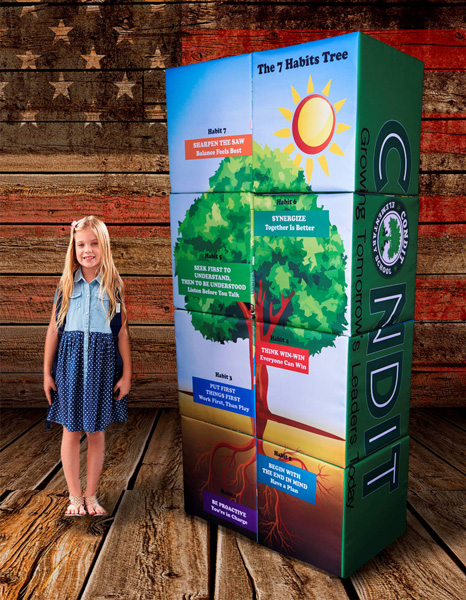 The 7 Habits Tree
Habit 7
SHARPEN THE SAW
Balance Feels Best
Habit 6
SYNERGIZE
Together Is Better
Habit 5
SEEK FIRST TO
UNDERSTAND,
THEN TO BE UNDERSTOOD
Listen Before You Talk
Habit 4
THINK WIN-WIN
Everyone Can Win
Habit 3
PUT FIRST
THINGS FIRST
Work First, Than Play
Habit 2
BEGIN WITH
THE END IN MIND
Have a Plan
BE PROACTIVE
You're in Charge
CONDIT
CONDIT
ELEMENTARY
Growing Tomorrow's Leaders Today